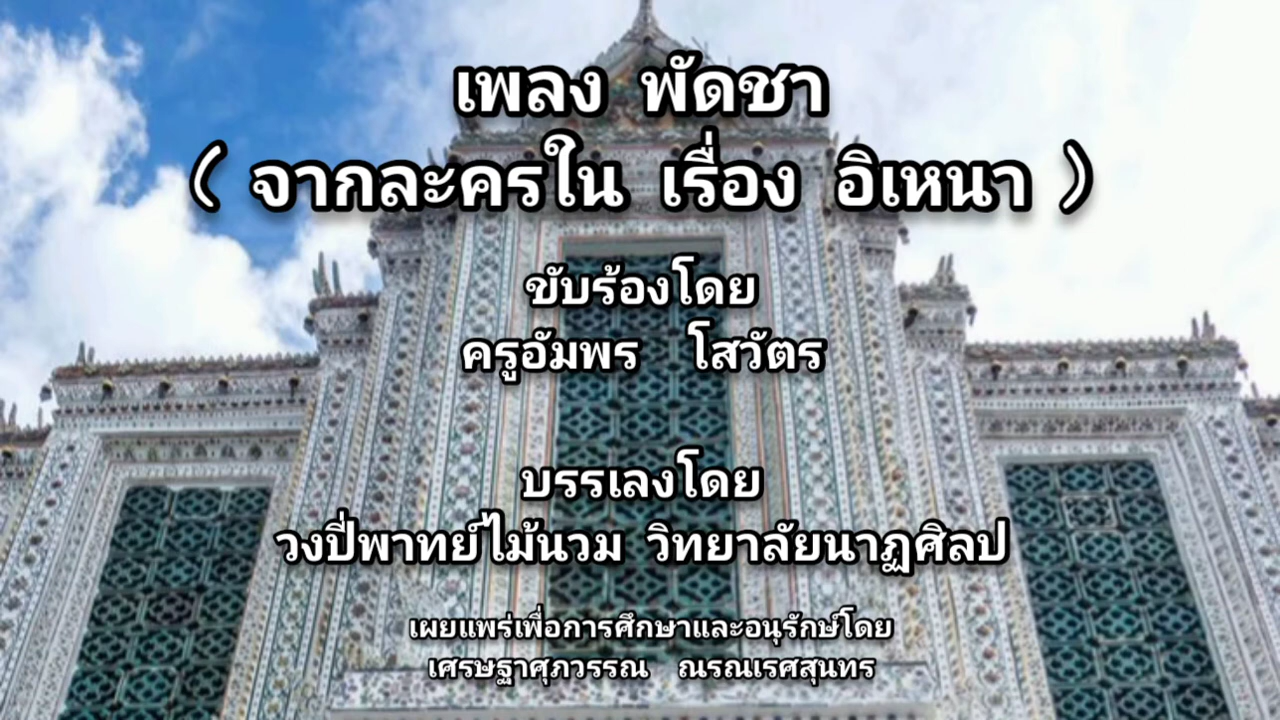 เพลง พัดชา
( จากละครใน เรื่อง อิเหนา )
ขับร้องโดย
ครูอัมพร โสวัตร
บรรเลงโดย
วงปี่พาทย์ไม้นวม วิทยาลัยนาฏศิลป
เผยแพร่เพื่อการศึกษาและอนุรักษ์โดย
เศรษฐาศุภวรรณ ณรณเรศสุนทร